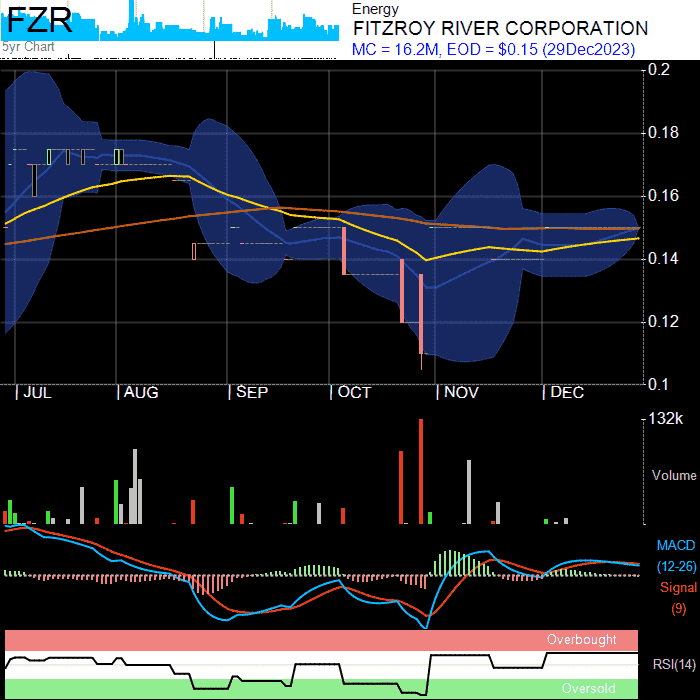 FZR
5yr Chart
Energy
FITZROY RIVER CORPORATION
MC = 16.2M, EOD = $0.15 (29Dec2023)
0.2
0.18
0.16
0.14
0.12
0.1
JUL AUG SEP OCT NOV DEC
132k
Volume
MACD
(12-26)
Signal
(9)
Overbought
RSI(14)
Oversold